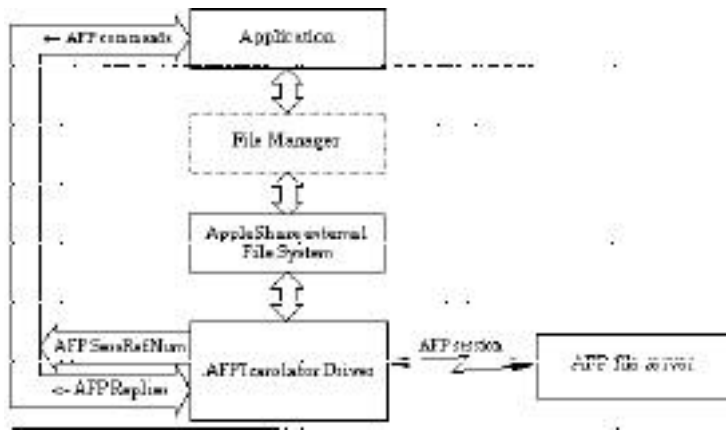 ← AFP commands
Application
File Manager
AppleShare external
File System
AFPSessRefNum
AFPTranslator Driver
<- AFPReplies
AFP session
AFP file server